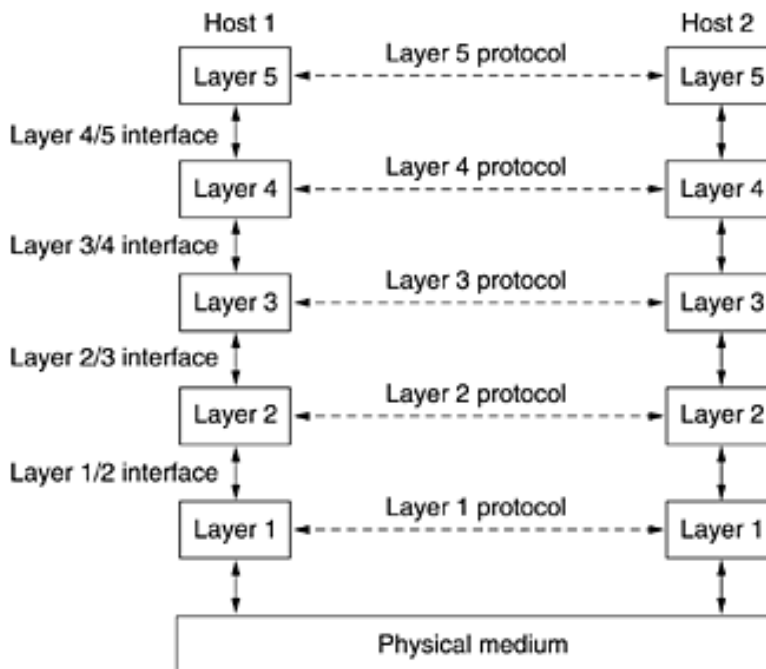 Host 1
Host 2
Layer 5
Layer 5 protocol
Layer 5
Layer 4/5 interface
Layer 4
Layer 4 protocol
Layer 4
Layer 3/4 interface
Layer 3
Layer 3 protocol
Layer 3
Layer 2/3 interface
Layer 2
Layer 2 protocol
Layer 2
Layer 1/2 interface
Layer 1
Layer 1 protocol
Layer 1
Physical medium